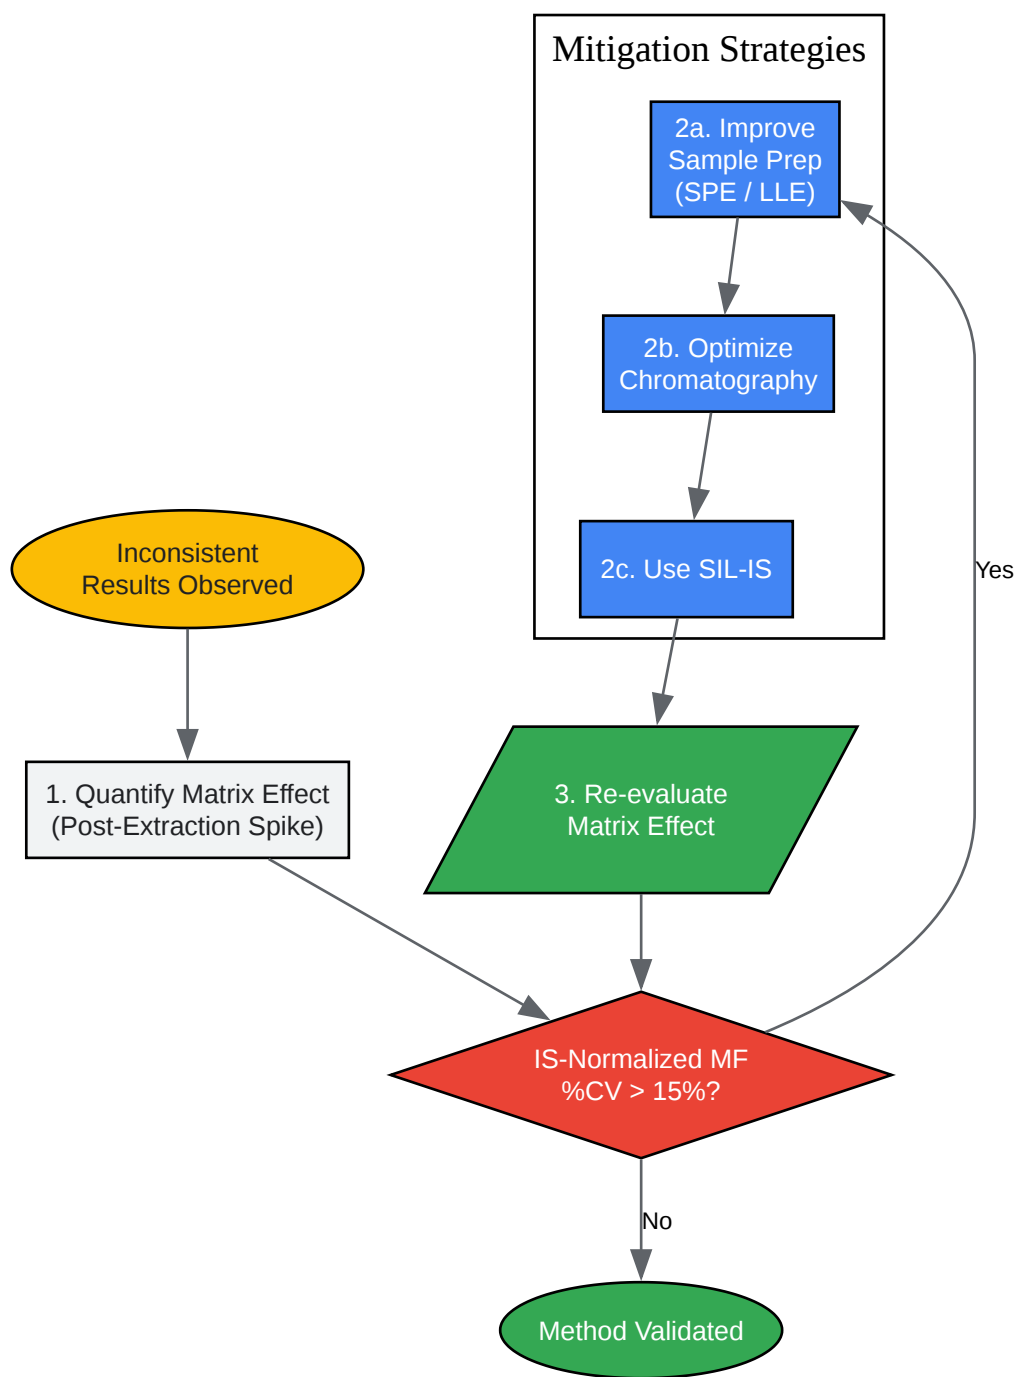 Mitigation Strategies
2a. Improve
Sample Prep
(SPE / LLE)
2b. Optimize
Chromatography
2c. Use SIL-IS
Inconsistent
Results Observed
Yes
1. Quantify Matrix Effect
(Post-Extraction Spike)
3. Re-evaluate
Matrix Effect
IS-Normalized MF
%CV > 15%?
No
Method Validated